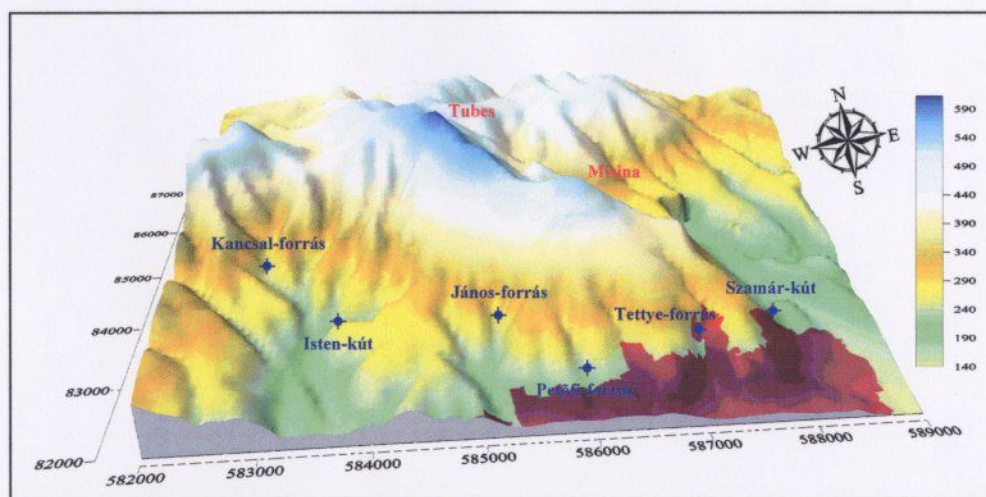 Tubes
Misina
N
W
E
S
590
540
490
440
390
340
290
240
190
140
Kancsal-forrás
János-forrás
Szamár-kút
Isten-kút
Tettye-forrás
Petőfi-forrás
87000
86000
85000
84000
83000
82000
582000
583000
584000
585000
586000
587000
588000
589000